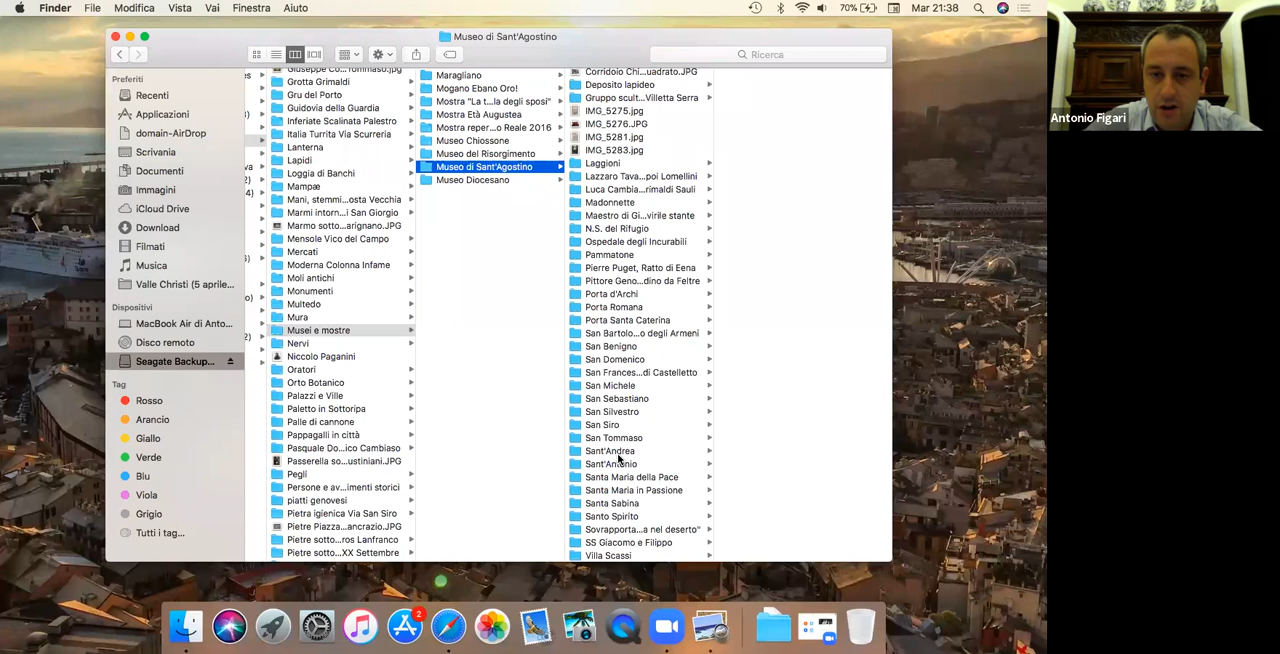 Finder File Modifica Vista Vai Finestra Aiuto
70% Mar 21:38
Museo di Sant'Agostino
Ricerca
Preferiti
Recenti
Applicazioni
domain-AirDrop
Scrivania
Documenti
Immagini
iCloud Drive
Download
Filmati
Musica
Valle Christi (5 aprile...
Dispositivi
MacBook Air di Anto...
Disco remoto
Seagate Backup...
Tag
Rosso
Arancio
Giallo
Verde
Blu
Viola
Grigio
Tutti i tag...
Giuseppe Co...ommaso.jpg
Grotta Grimaldi
Gru del Porto
Guidovia della Guardia
Inferiate Scalinata Palestro
Italia Turrita Via Scurreria
Lanterna
Lapidi
Loggia di Banchi
Mampæ
Mani, stemmi...osta Vecchia
Marmi intorn...i San Giorgio
Marmo sotto...arignano.JPG
Mensole Vico del Campo
Mercati
Moderna Colonna Infame
Moli antichi
Monumenti
Multedo
Mura
Musei e mostre
Nervi
Niccolo Paganini
Oratori
Orto Botanico
Palazzi e Ville
Paletto in Sottoripa
Palle di cannone
Pappagalli in città
Pasquale Do...ico Cambiaso
Passerella so...ustiniani.JPG
Pegli
Persone e av...imenti storici
piatti genovesi
Pietra igienica Via San Siro
Pietre Piazza...ancrazio.JPG
Pietre sotto...ros Lanfranco
Pietre sotto...XX Settembre
Maragliano
Mogano Ebano Oro!
Mostra "La t...la degli sposi"
Mostra Età Augustea
Mostra reper...o Reale 2016
Museo Chiossone
Museo del Risorgimento
Museo di Sant'Agostino
Museo Diocesano
Corridoio Chi...uadrato.JPG
Deposito lapideo
Gruppo scult...Villetta Serra
IMG_5275.jpg
IMG_5276.JPG
IMG_5281.jpg
IMG_5283.jpg
Laggioni
Lazzaro Tava...poi Lomellini
Luca Cambia...rimaldi Sauli
Madonnette
Maestro di Gi...virile stante
N.S. del Rifugio
Ospedale degli Incurabili
Pammatone
Pierre Puget, Ratto di Eena
Pittore Geno...dino da Feltre
Porta d'Archi
Porta Romana
Porta Santa Caterina
San Bartolo...o degli Armeni
San Benigno
San Domenico
San Frances...di Castelletto
San Michele
San Sebastiano
San Silvestro
San Siro
San Tommaso
Sant'Andrea
Sant'Antonio
Santa Maria della Pace
Santa Maria in Passione
Santa Sabina
Santo Spirito
Sovrapporta...a nel deserto"
SS Giacomo e Filippo
Villa Scassi
2
Antonio Figari